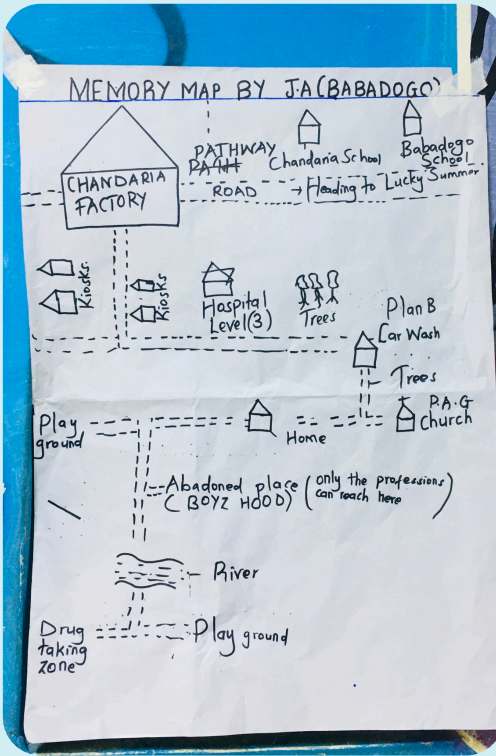 MEMORY MAP BY J.A (BABADOGO)
PATHWAY
PATH
Chandaria School
Babadogo
School
CHANDARIA
FACTORY
ROAD
→ Heading to Lucky Summer
Kiosks.
Kiosks
Hospital
Level (3)
Trees
Plan B
Car Wash
Trees
P.A.G
Church
Play
ground
Home
Abadoned place (only the professions
(BOYZ HOOD) can reach here)
River
Drug
taking
zone
Play ground